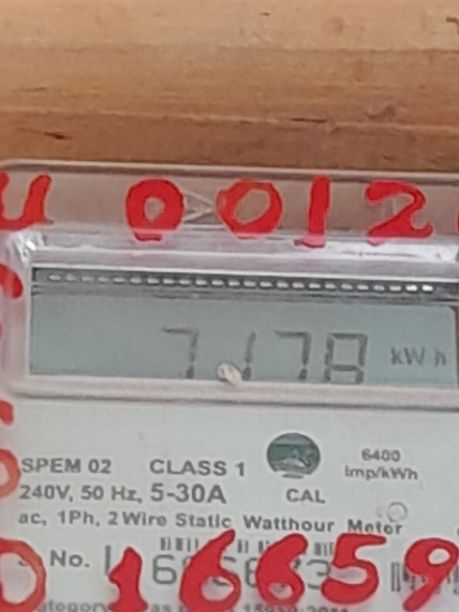 0012
7178 kWh
6400
SPEM 02 CLASS 1 Imp/kWh
240V, 50 Hz, 5-30A CAL
ac, 1Ph, 2 Wire Static Watthour Meter
No.
16659